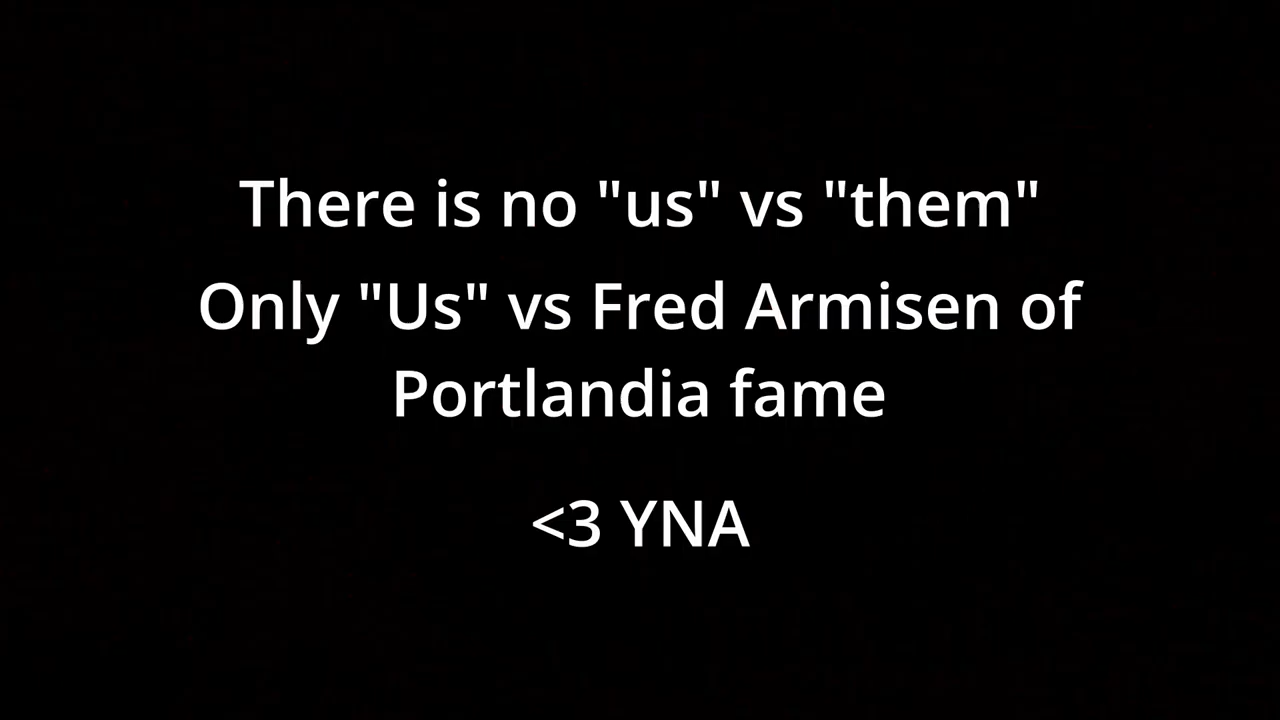 There is no "us" vs "them"
Only "Us" vs Fred Armisen of
Portlandia fame
<3 YNA